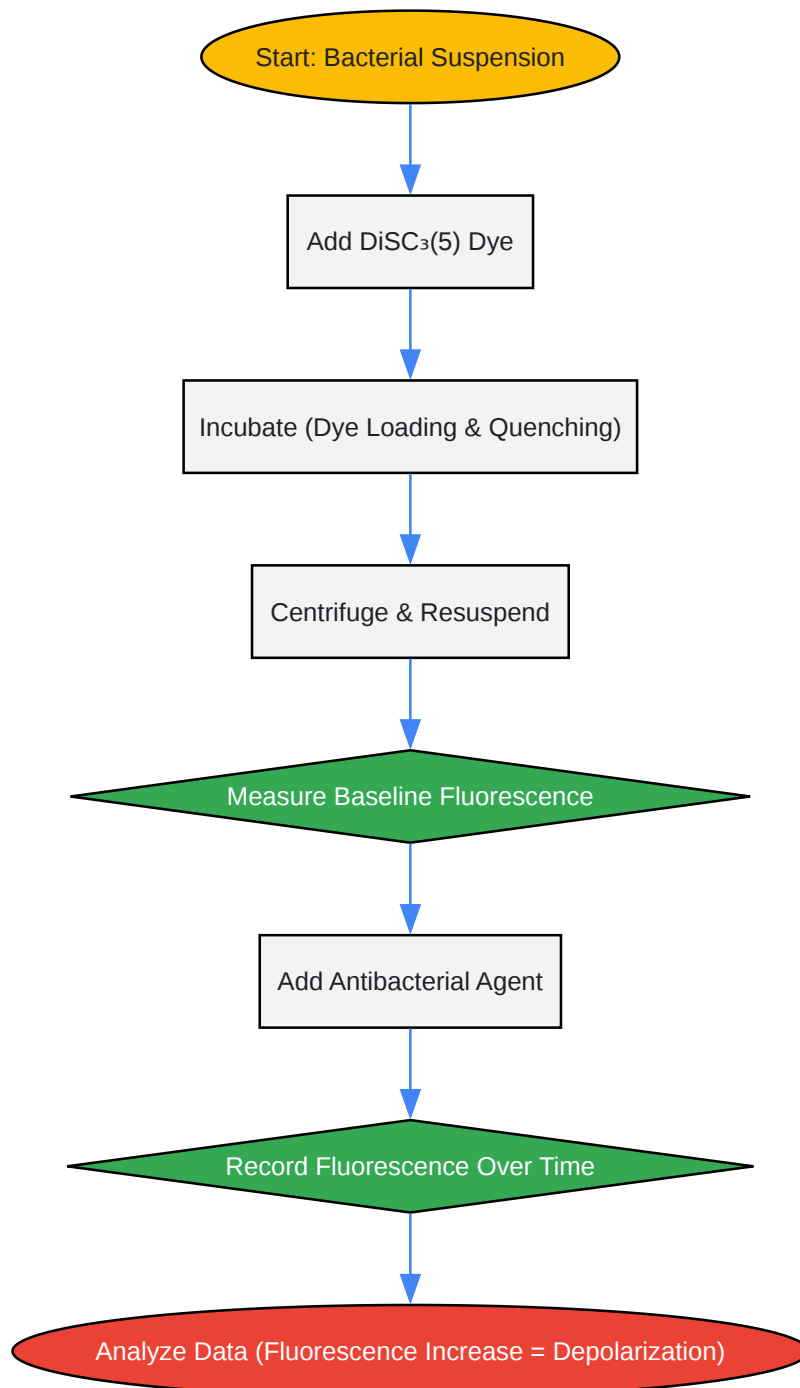 Start: Bacterial Suspension
Add DiSC₃(5) Dye
Incubate (Dye Loading & Quenching)
Centrifuge & Resuspend
Measure Baseline Fluorescence
Add Antibacterial Agent
Record Fluorescence Over Time
Analyze Data (Fluorescence Increase = Depolarization)